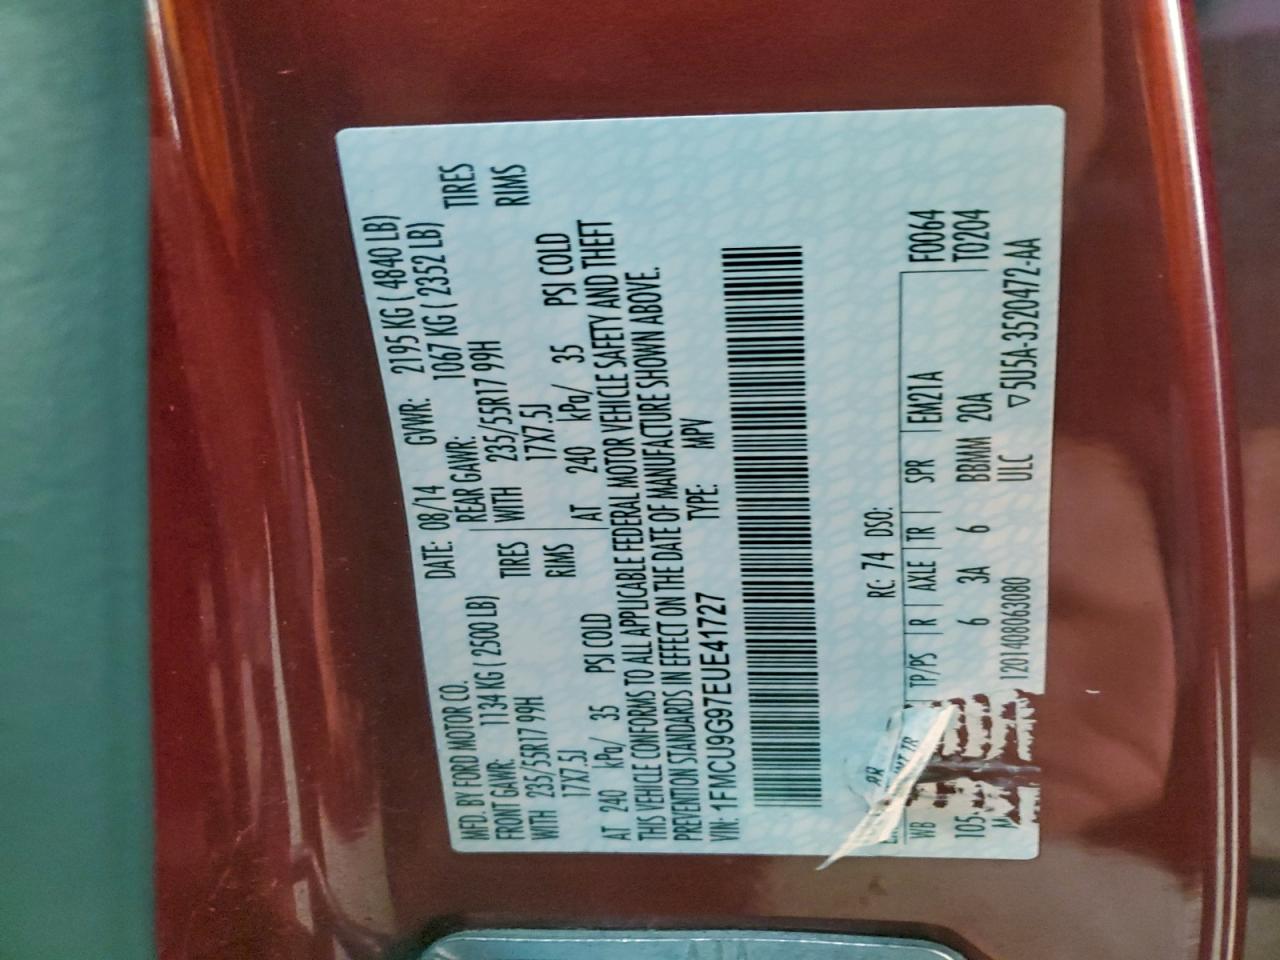 MFD. BY FORD MOTOR CO.
DATE: 08/14 GVWR: 2195 KG ( 4840 LB)
FRONT GAWR: 1134 KG ( 2500 LB)
REAR GAWR: 1067 KG ( 2352 LB)
WITH 235/55R17 99H TIRES
WITH 235/55R17 99H TIRES
17X7.5J RIMS
17X7.5J RIMS
AT 240 kPa/ 35 PSI COLD
AT 240 kPa/ 35 PSI COLD
THIS VEHICLE CONFORMS TO ALL APPLICABLE FEDERAL MOTOR VEHICLE SAFETY AND THEFT
PREVENTION STANDARDS IN EFFECT ON THE DATE OF MANUFACTURE SHOWN ABOVE.
VIN: 1FMCU9G97EUE41727 TYPE: MPV
RC: 74 DSO:
F0064
WB TP/PS R AXLE TR SPR EM21A T0204
105. 6 3A 6 BBMM 20A
1201408063080 ULC ▽5U5A-3520472-AA